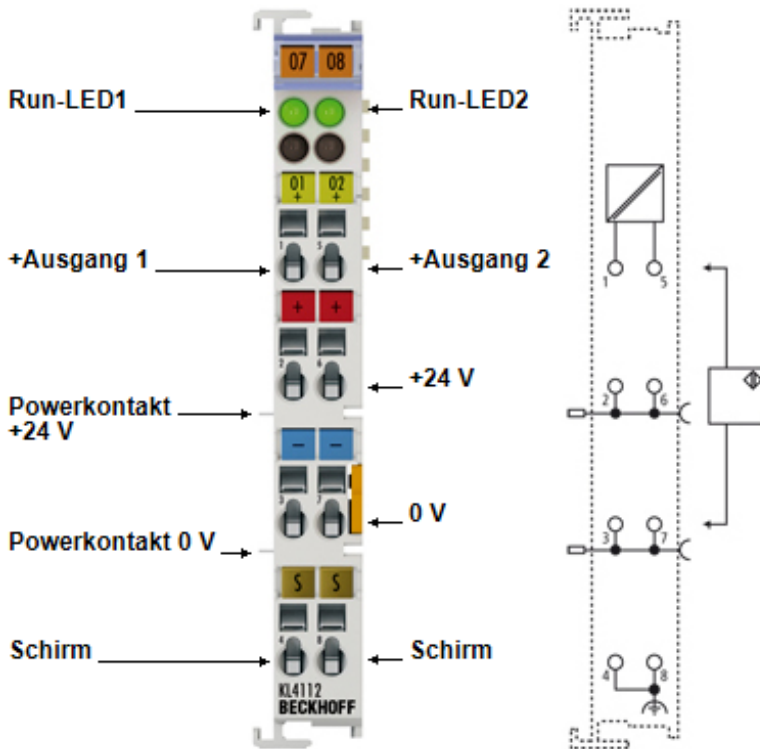 07 08
Run-LED1
Run-LED2
01 02
+ +
1 5
+Ausgang 1
+Ausgang 2
+ +
2 6
+24 V
Powerkontakt
+24 V
− −
3 7
0 V
Powerkontakt 0 V
S S
4 8
Schirm
Schirm
KL4112
BECKHOFF
1 5
2 6
3 7
4 8